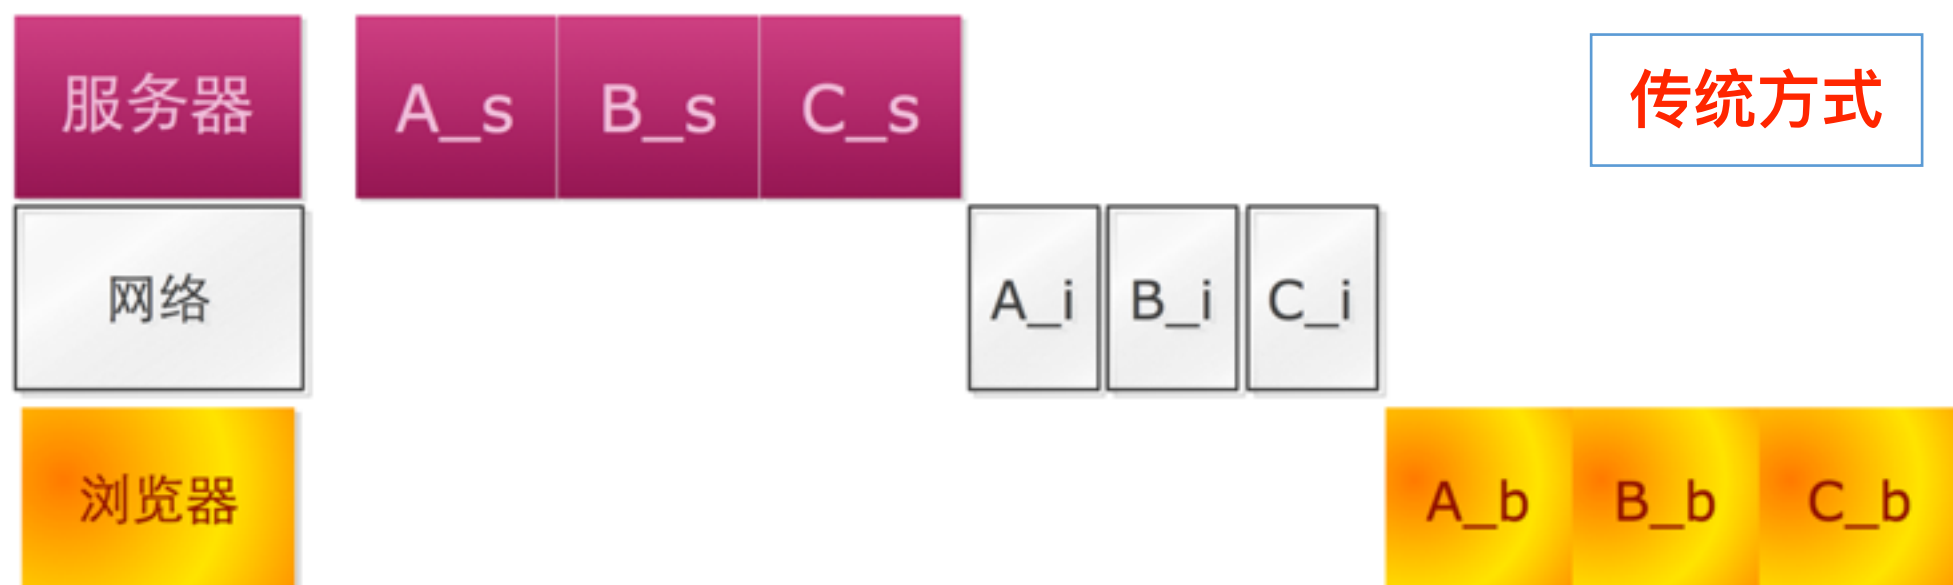 服务器 A_s B_s C_s
传统方式
网络 A_i B_i C_i
浏览器 A_b B_b C_b